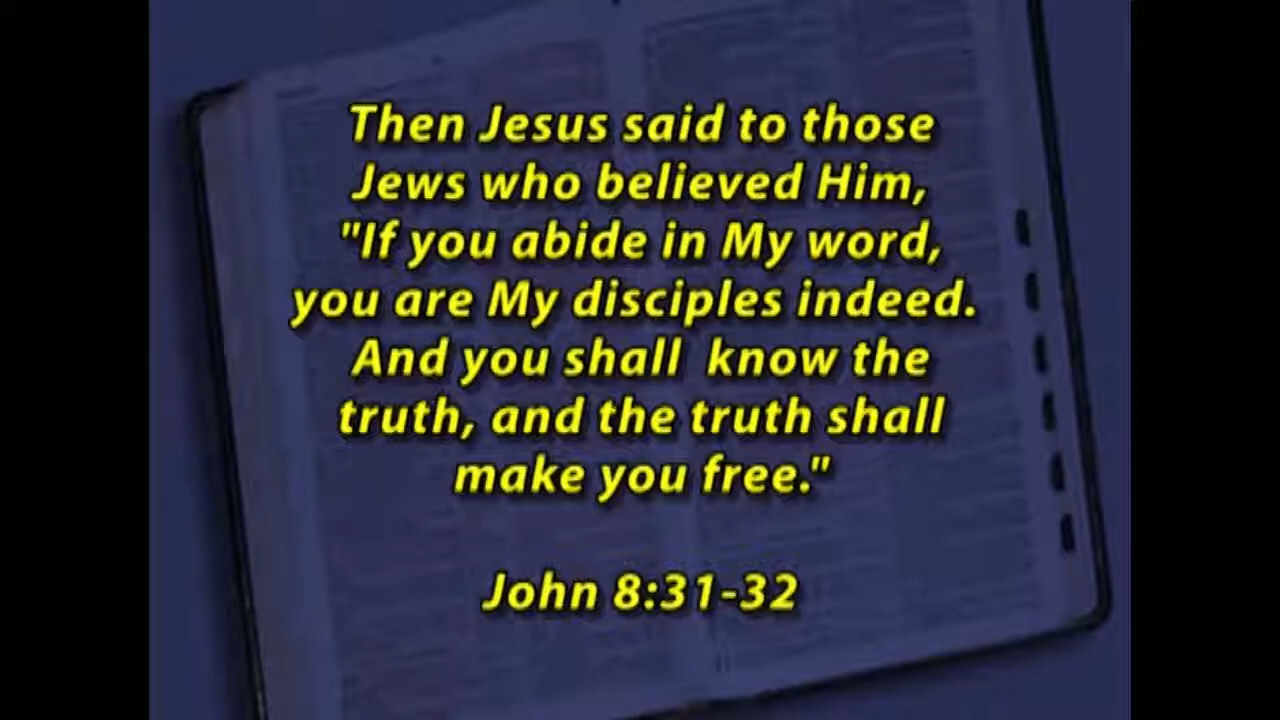 Then Jesus said to those
Jews who believed Him,
"If you abide in My word,
you are My disciples indeed.
And you shall  know the
truth, and the truth shall
make you free."
John 8:31-32